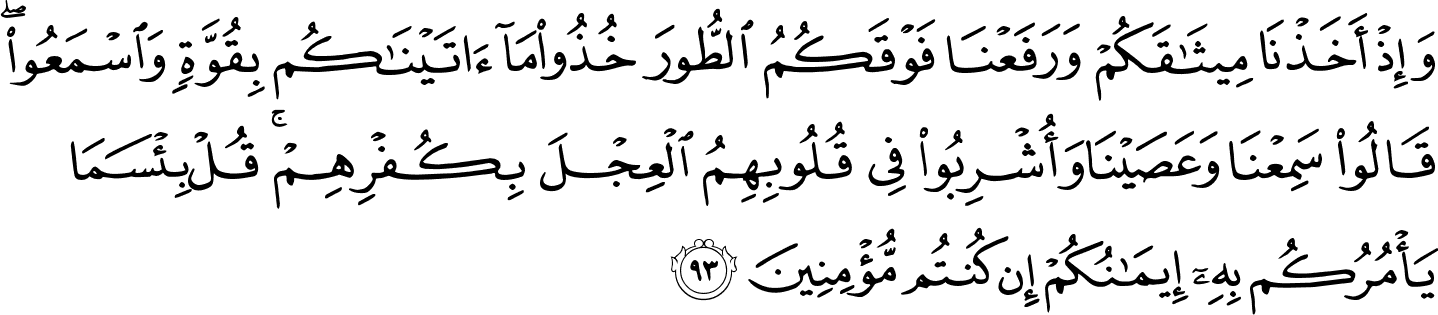 وَإِذْ أَخَذْنَا مِيثَٰقَكُمْ وَرَفَعْنَا فَوْقَكُمُ ٱلطُّورَ خُذُوا۟ مَآ ءَاتَيْنَٰكُم بِقُوَّةٍ وَٱسْمَعُوا۟ ۖ
قَالُوا۟ سَمِعْنَا وَعَصَيْنَا وَأُشْرِبُوا۟ فِى قُلُوبِهِمُ ٱلْعِجْلَ بِكُفْرِهِمْ ۚ قُلْ بِئْسَمَا
يَأْمُرُكُم بِهِۦٓ إِيمَٰنُكُمْ إِن كُنتُم مُّؤْمِنِينَ ٩٣